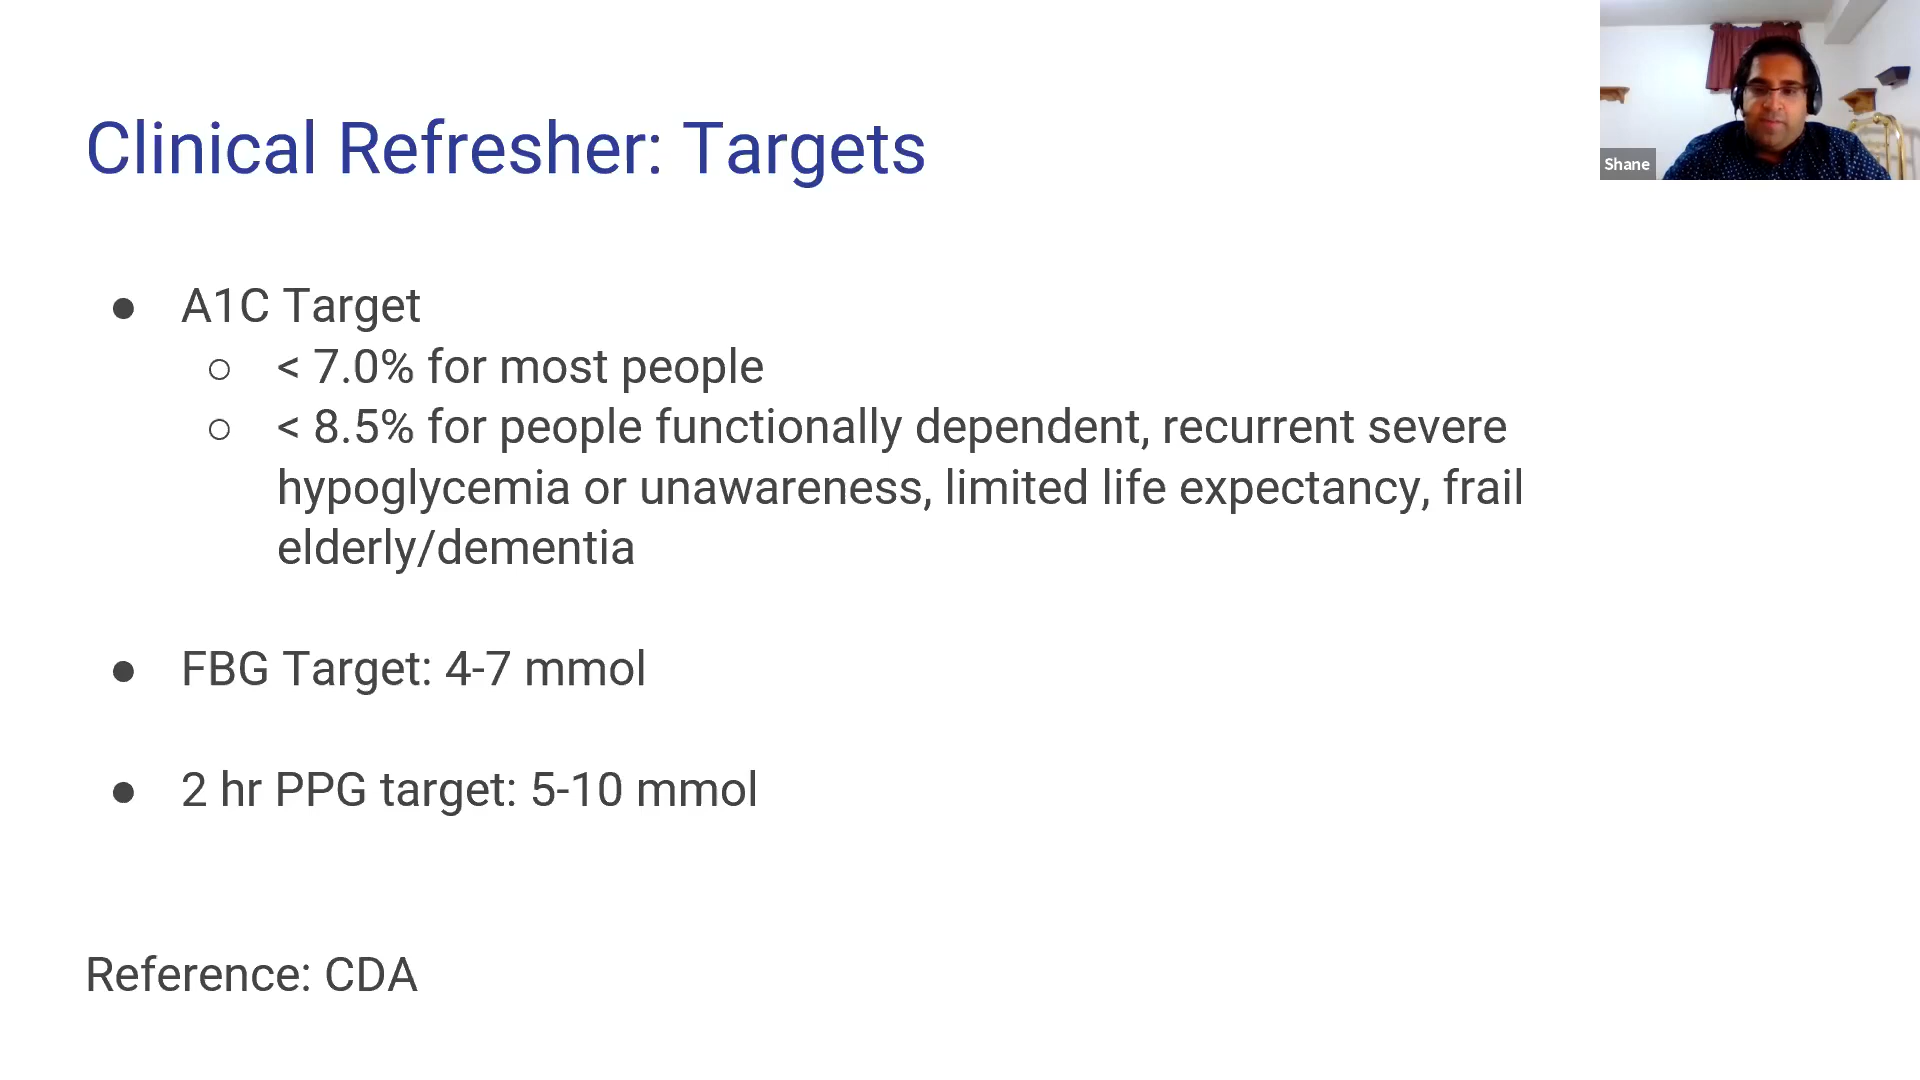 Clinical Refresher: Targets
Shane
● A1C Target
○ < 7.0% for most people
○ < 8.5% for people functionally dependent, recurrent severe
hypoglycemia or unawareness, limited life expectancy, frail
elderly/dementia
● FBG Target: 4-7 mmol
● 2 hr PPG target: 5-10 mmol
Reference: CDA